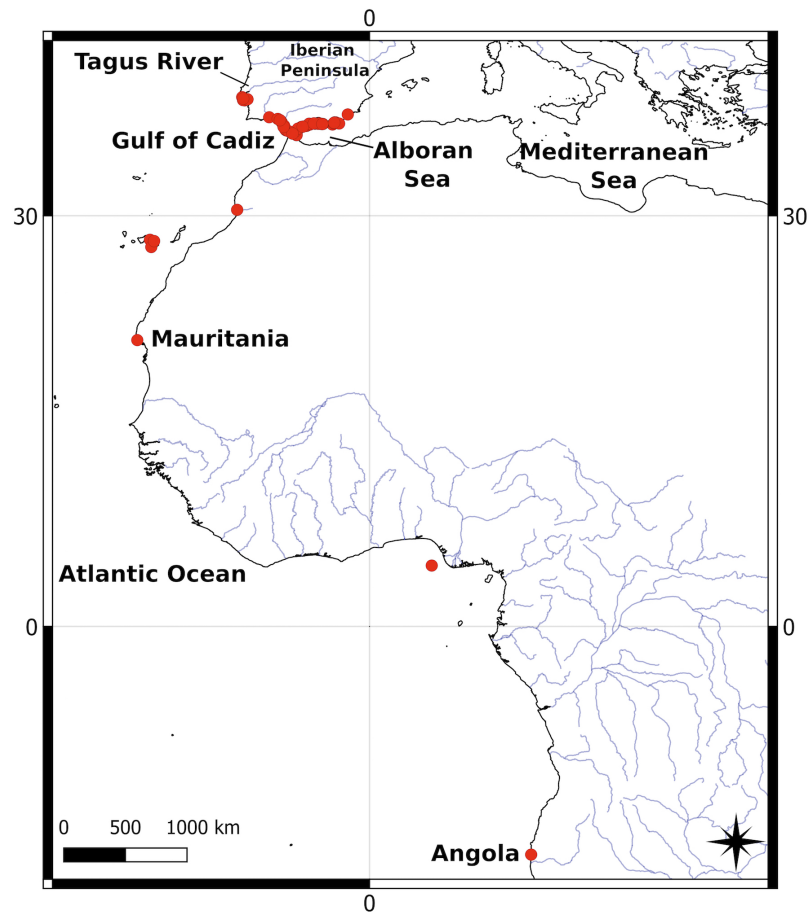 0
Tagus River
Iberian
Peninsula
Gulf of Cadiz
Alboran
Sea
Mediterranean
Sea
30
30
Mauritania
Atlantic Ocean
0
0
0 500 1000 km
Angola
0